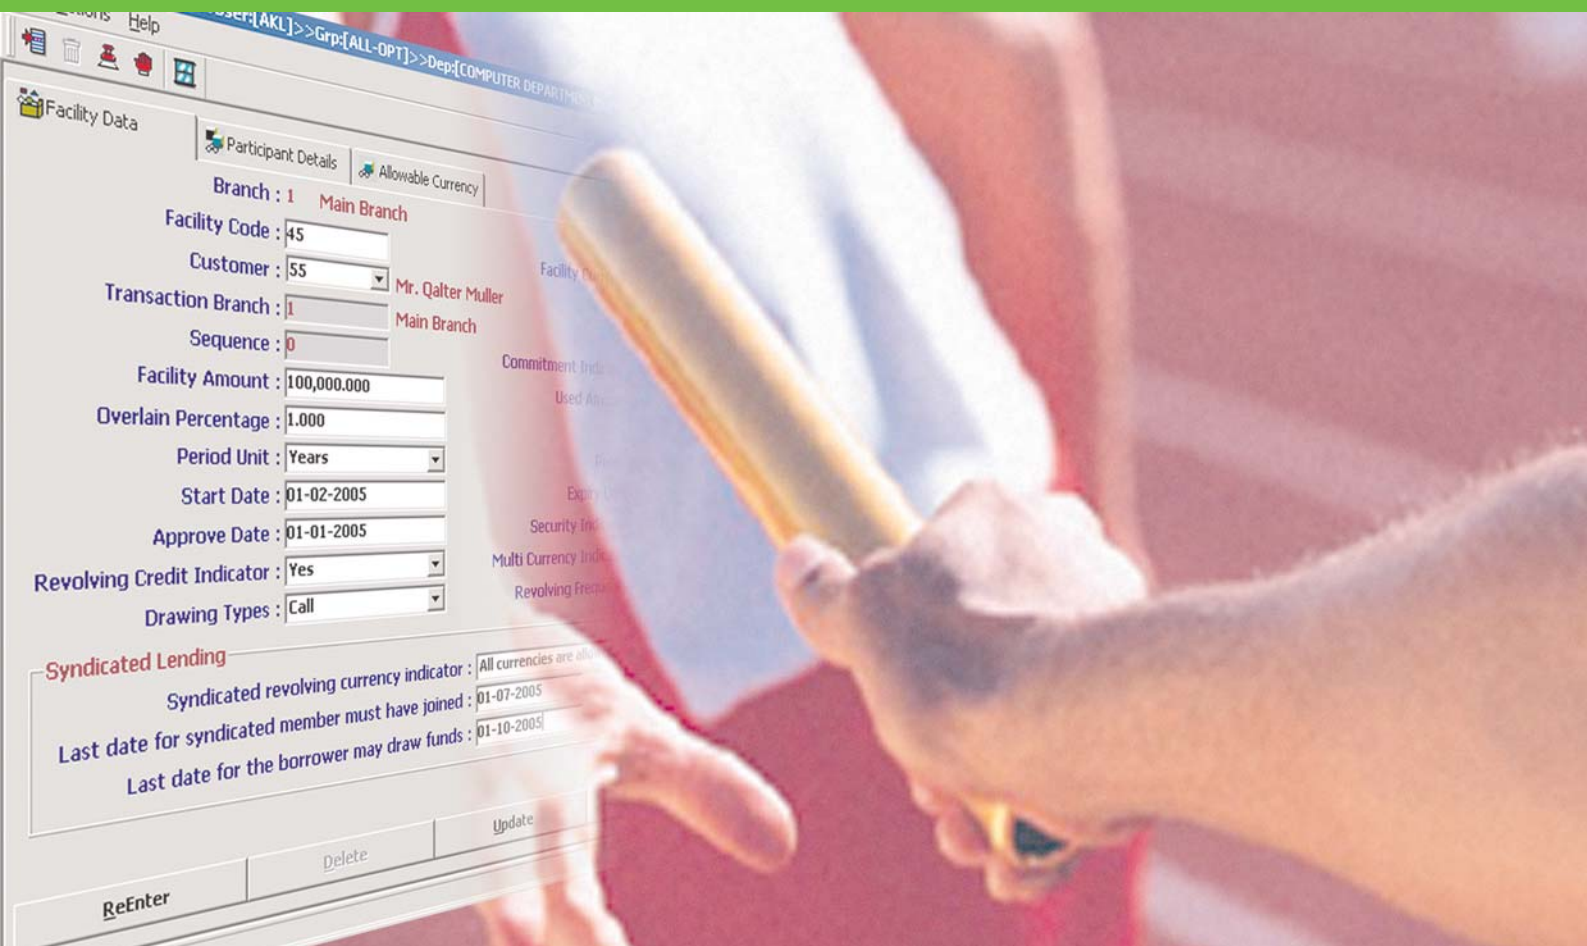 Help
User:[AKL]>>Grp:[ALL-OPT]>>Dep:[COMPUTER DEPARTMENT
Facility Data
Participant Details
Allowable Currency
Branch : 1 Main Branch
Facility Code : 45
Customer : 55 Mr. Qalter Muller
Transaction Branch : 1 Main Branch
Sequence : 0
Facility Amount : 100,000.000
Overlain Percentage : 1.000
Period Unit : Years
Start Date : 01-02-2005
Approve Date : 01-01-2005
Revolving Credit Indicator : Yes
Drawing Types : Call
Facility
Commitment
Used
Security
Multi Currency
Revolving
Syndicated Lending
Syndicated revolving currency indicator : All currencies are
Last date for syndicated member must have joined : 01-07-2005
Last date for the borrower may draw funds : 01-10-2005
ReEnter
Delete
Update